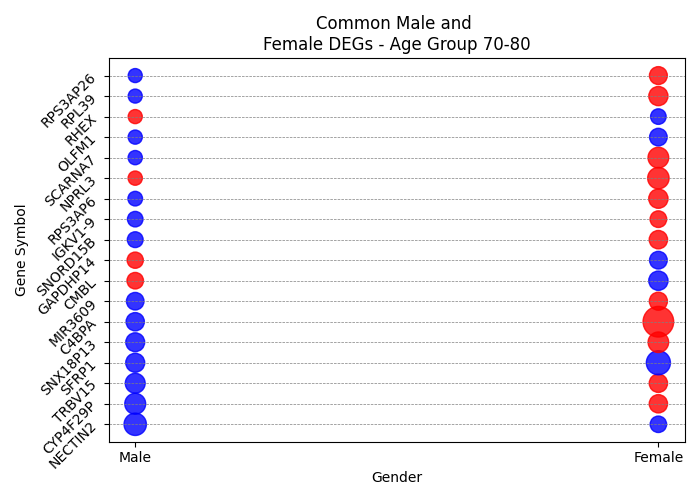 Common Male and
Female DEGs - Age Group 70-80
Gene Symbol
RPS3AP26
RPL39
RHEX
OLFM1
SCARNA7
NPRL3
RPS3AP6
IGKV1-9
SNORD15B
GAPDHP14
CMBL
MIR3609
C4BPA
SNX18P13
SFRP1
TRBV15
CYP4F29P
NECTIN2
Male
Female
Gender